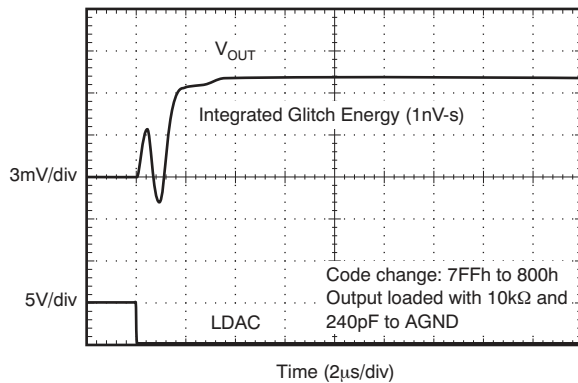 V_OUT
Integrated Glitch Energy (1nV-s)
3mV/div
Code change: 7FFh to 800h
Output loaded with 10kΩ and
240pF to AGND
5V/div
LDAC
Time (2μs/div)